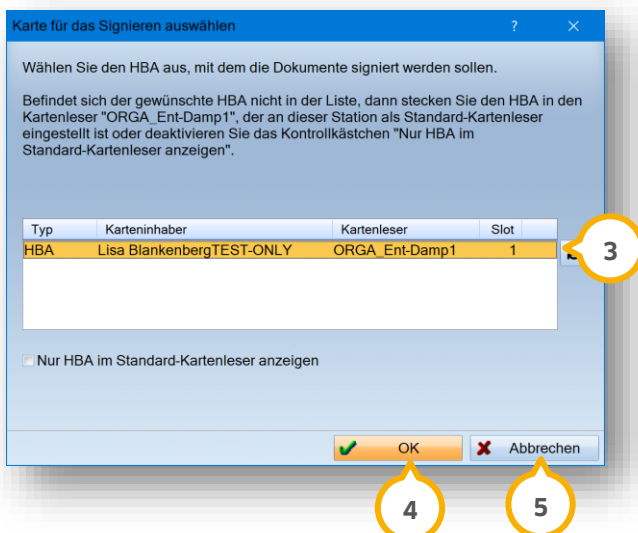 Karte für das Signieren auswählen ?
Wählen Sie den HBA aus, mit dem die Dokumente signiert werden sollen.
Befindet sich der gewünschte HBA nicht in der Liste, dann stecken Sie den HBA in den
Kartenleser "ORGA_Ent-Damp1", der an dieser Station als Standard-Kartenleser
eingestellt ist oder deaktivieren Sie das Kontrollkästchen "Nur HBA im
Standard-Kartenleser anzeigen".
Typ Karteninhaber Kartenleser Slot
HBA Lisa BlankenbergTEST-ONLY ORGA_Ent-Damp1 1
3
Nur HBA im Standard-Kartenleser anzeigen
OK Abbrechen
4 5